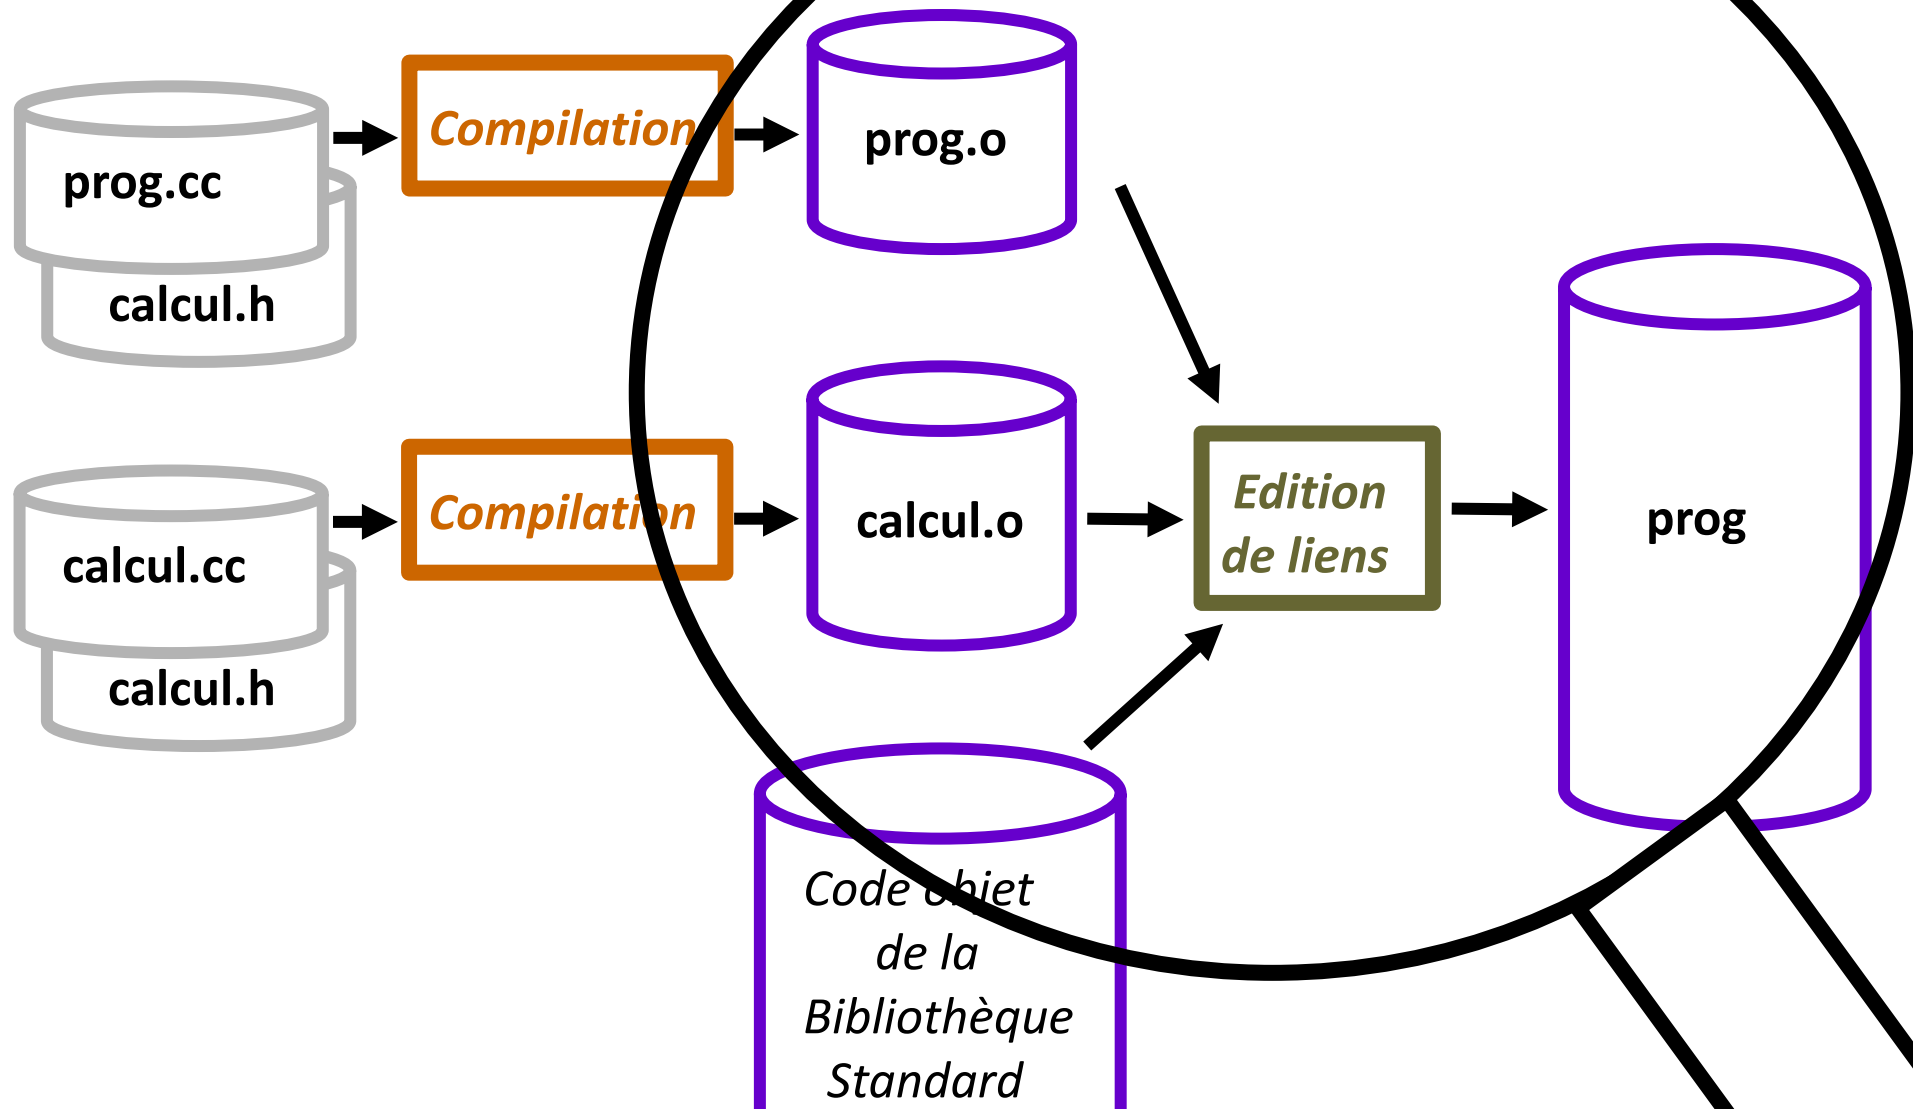 prog.cc
calcul.h
Compilation
prog.o
calcul.cc
calcul.h
Compilation
calcul.o
Edition
de liens
prog
Code objet
de la
Bibliothèque
Standard